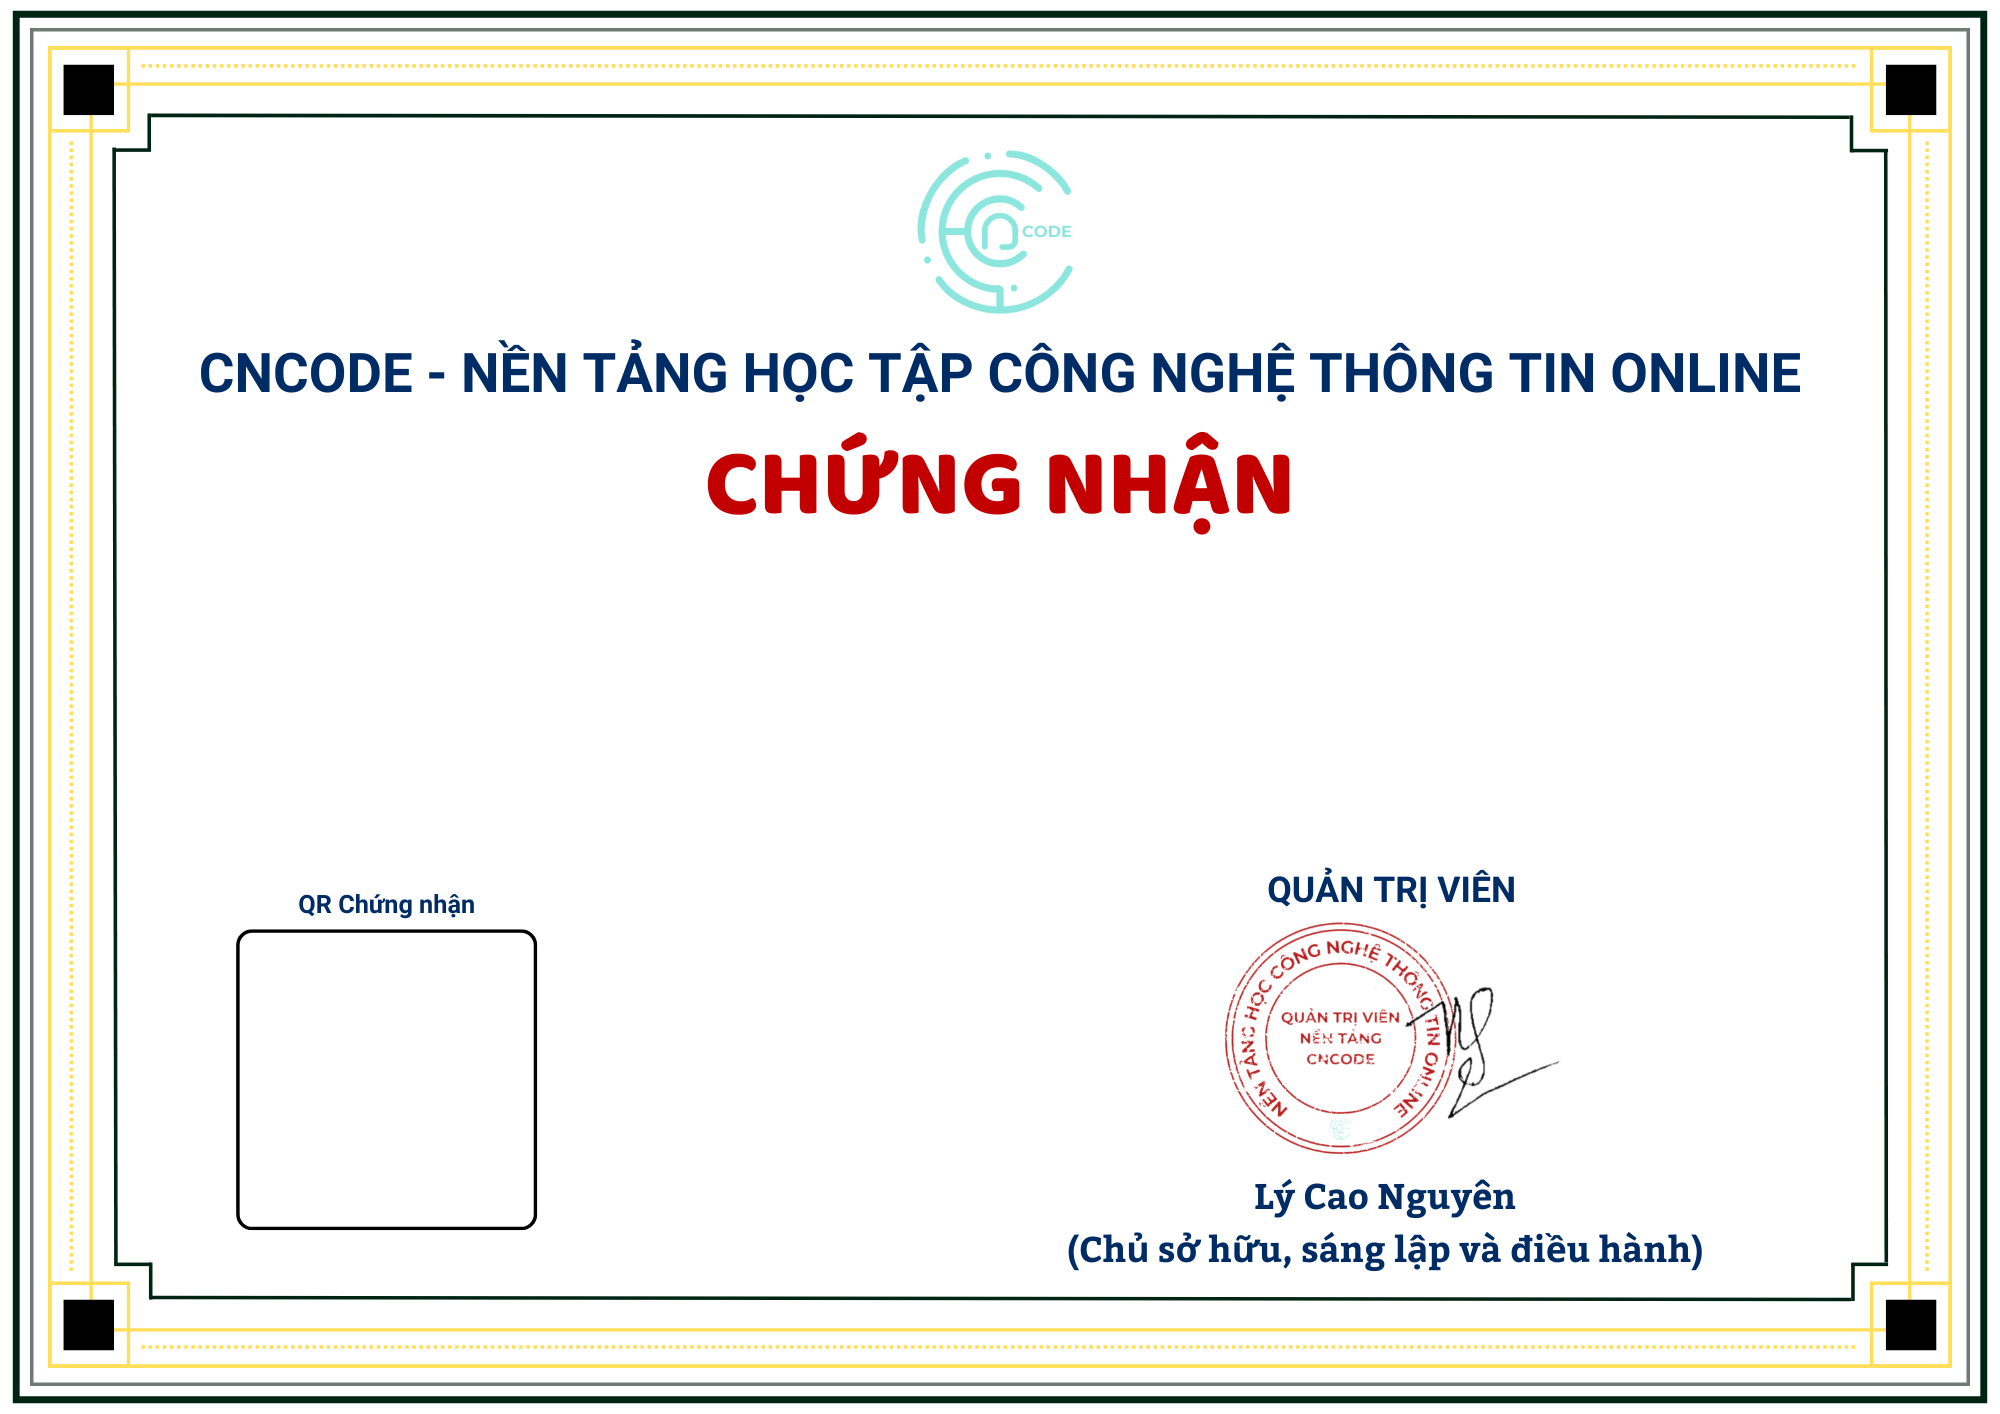 CODE
CNCODE - NỀN TẢNG HỌC TẬP CÔNG NGHỆ THÔNG TIN ONLINE
CHỨNG NHẬN
QR Chứng nhận
QUẢN TRỊ VIÊN
NỀN TẢNG HỌC CÔNG NGHỆ THÔNG TIN ONLINE
QUẢN TRỊ VIÊN
NỀN TẢNG
CNCODE
Lý Cao Nguyên
(Chủ sở hữu, sáng lập và điều hành)